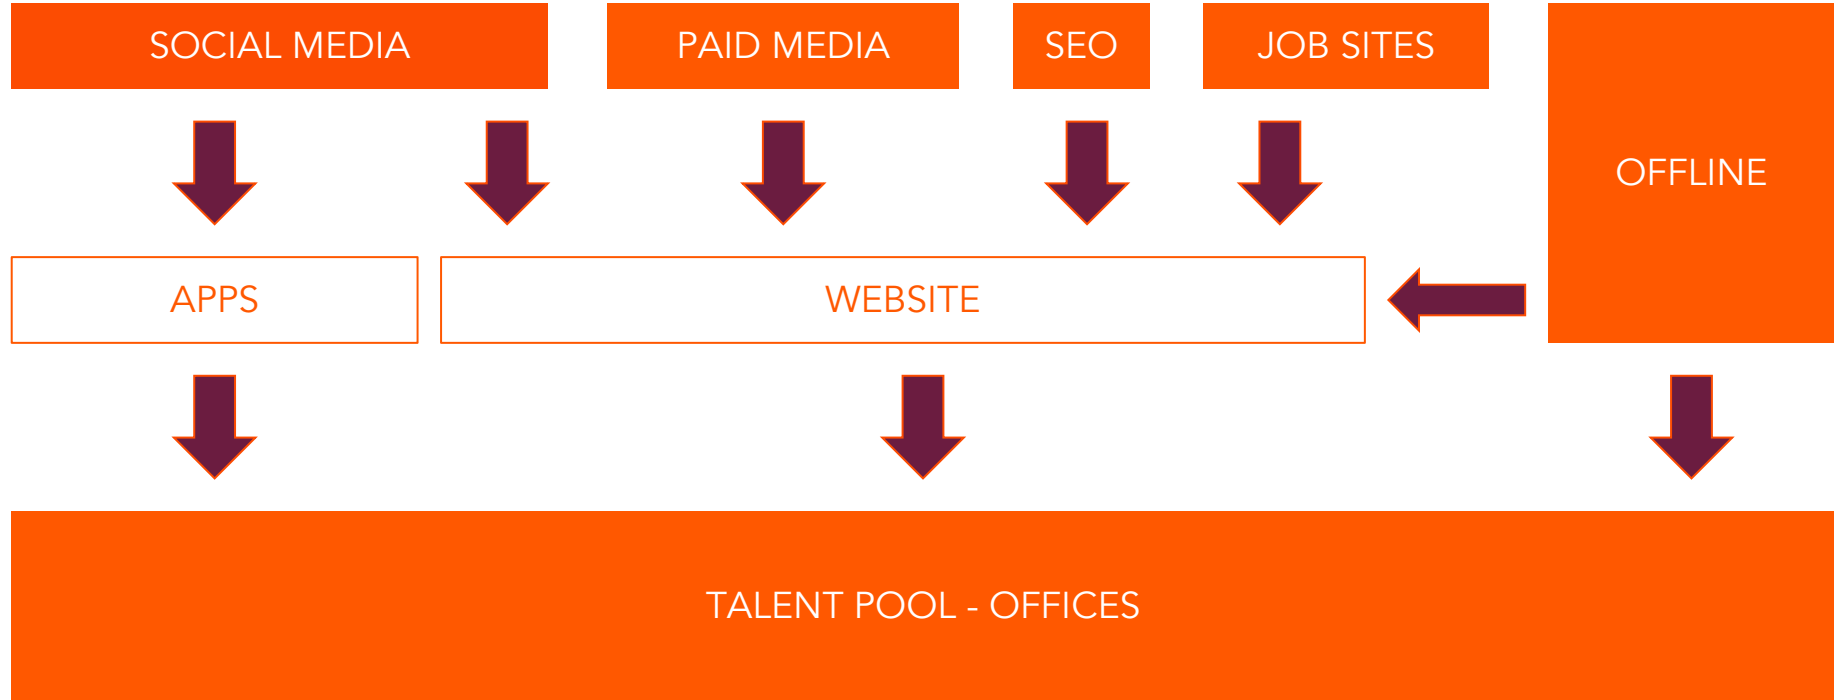 SOCIAL MEDIA
PAID MEDIA
SEO
JOB SITES
OFFLINE
APPS
WEBSITE
TALENT POOL - OFFICES